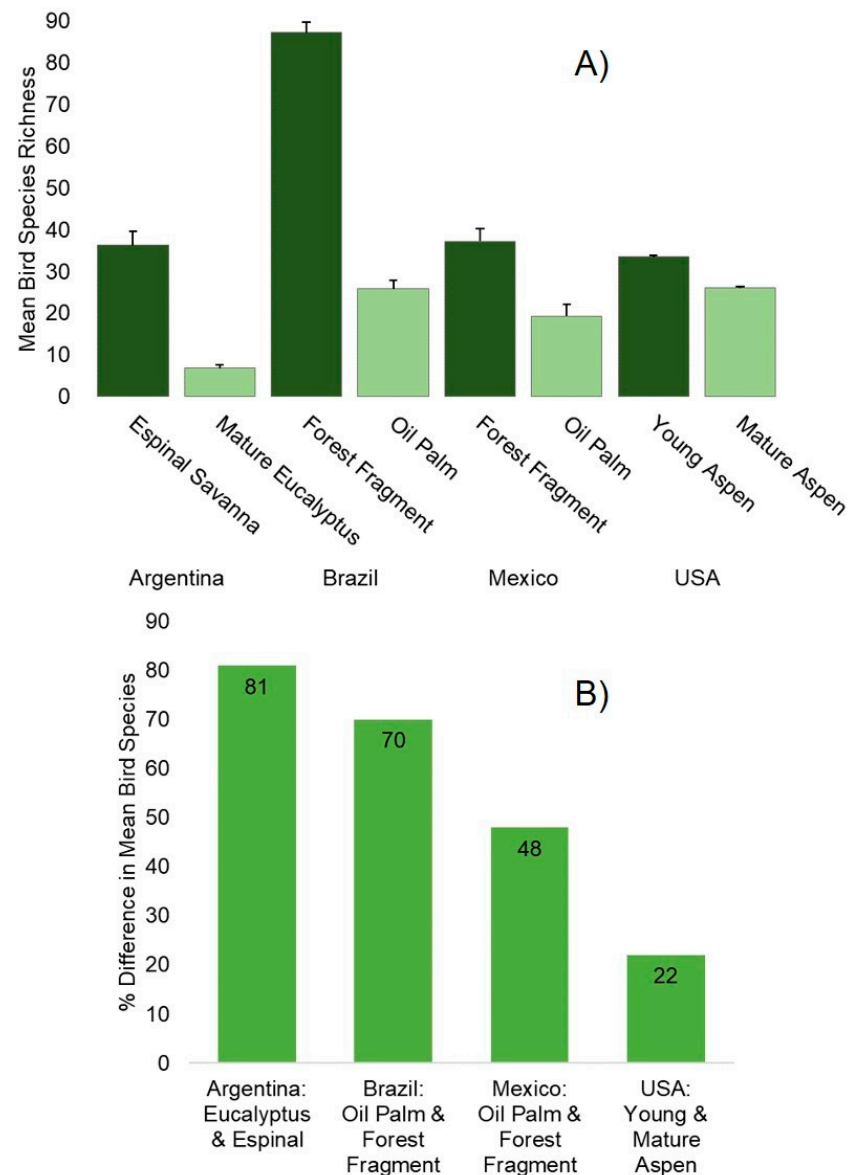 90
80
70
60
50
40
30
20
10
0
Mean Bird Species Richness
A)
Espinal Savanna
Mature Eucalyptus
Forest Fragment
Oil Palm
Forest Fragment
Oil Palm
Young Aspen
Mature Aspen
Argentina Brazil Mexico USA
90
80
70
60
50
40
30
20
10
0
% Difference in Mean Bird Species
B)
81
70
48
22
Argentina:
Eucalyptus
& Espinal
Brazil:
Oil Palm &
Forest
Fragment
Mexico:
Oil Palm &
Forest
Fragment
USA:
Young &
Mature
Aspen